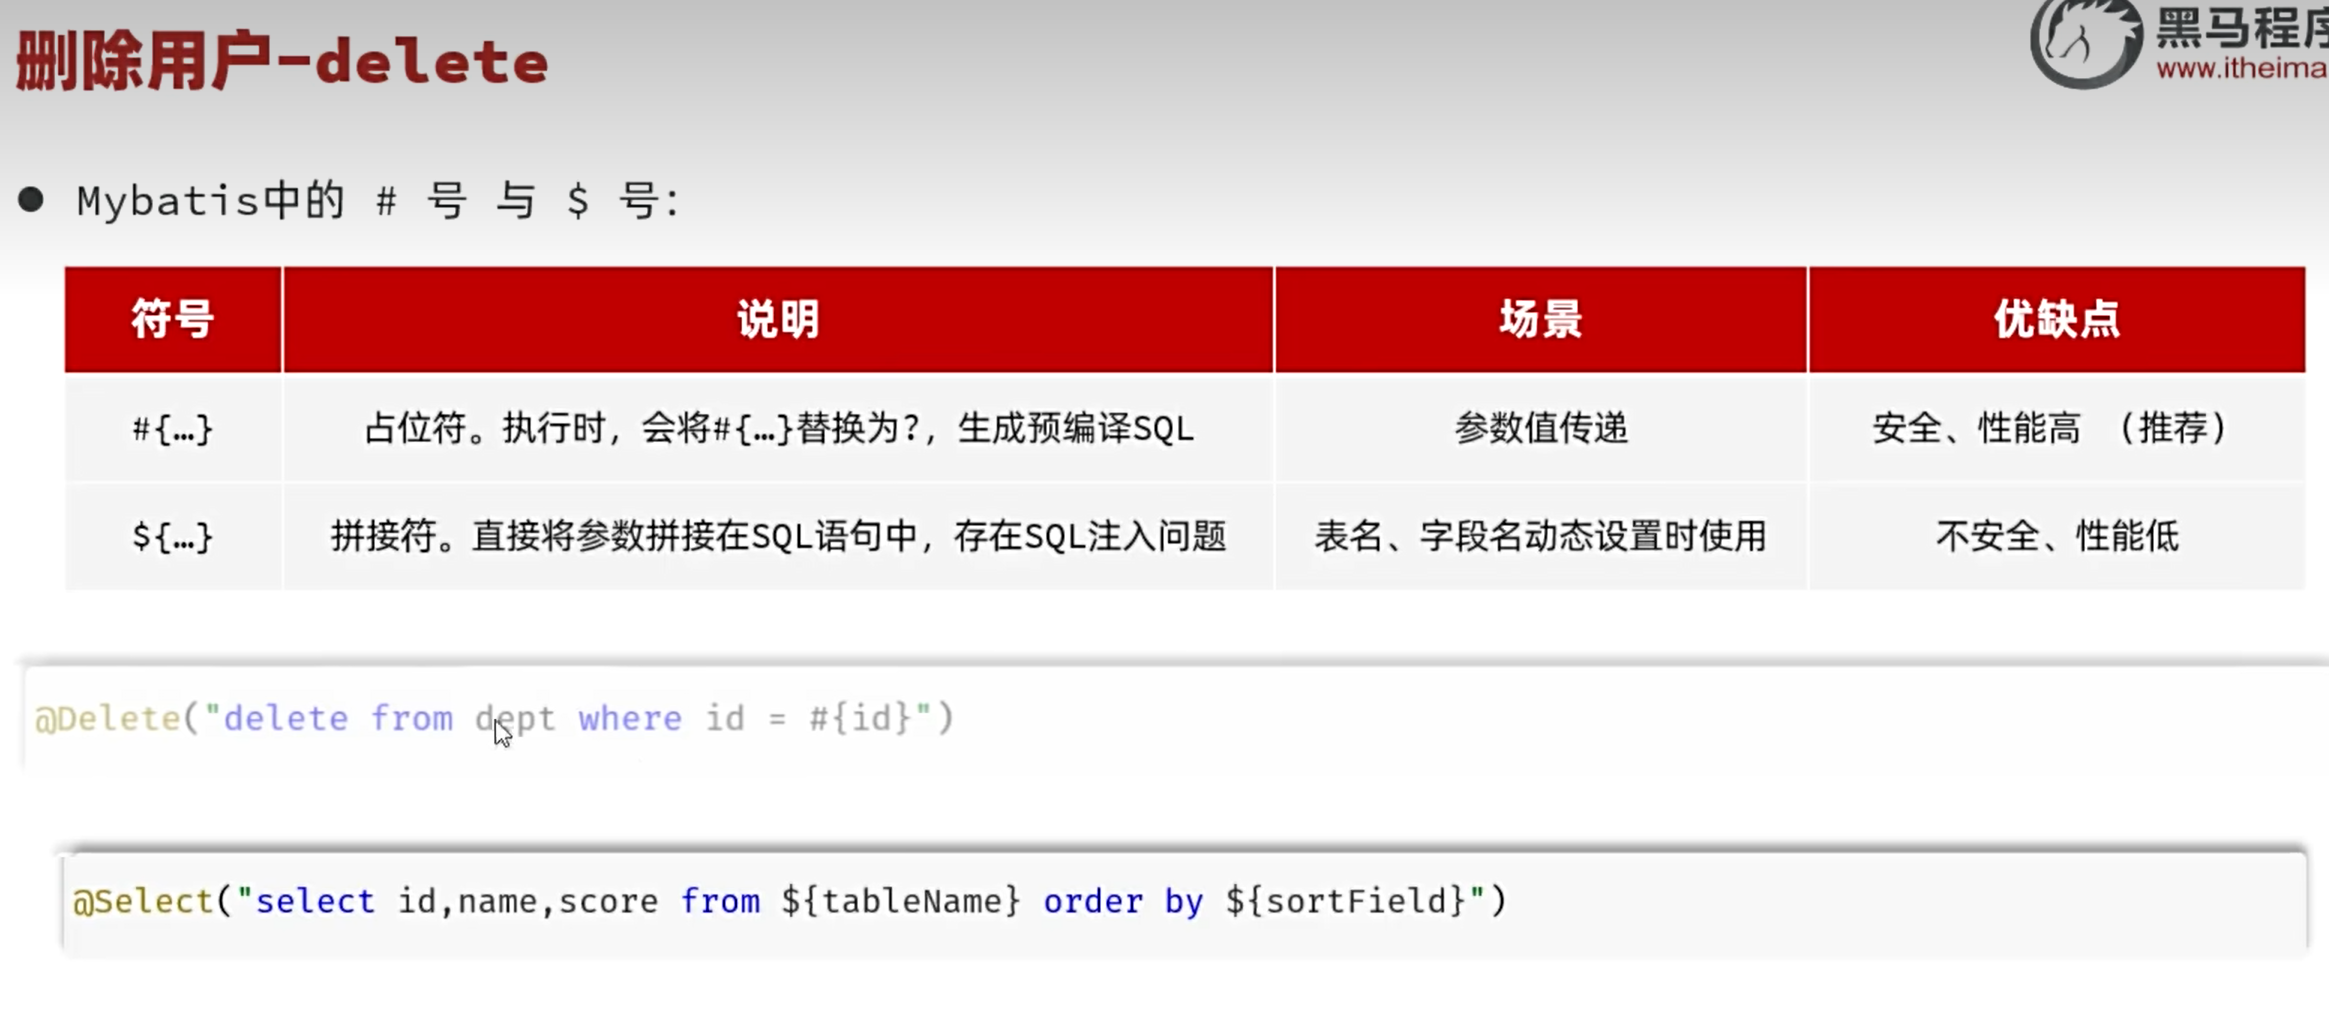 删除用户-delete
黑马程序
www.itheima
● Mybatis中的 # 号 与 $ 号:
符号 说明 场景 优缺点
#{…} 占位符。执行时，会将#{…}替换为?，生成预编译SQL 参数值传递 安全、性能高 （推荐）
${…} 拼接符。直接将参数拼接在SQL语句中，存在SQL注入问题 表名、字段名动态设置时使用 不安全、性能低
@Delete("delete from dept where id = #{id}")
@Select("select id,name,score from ${tableName} order by ${sortField}")